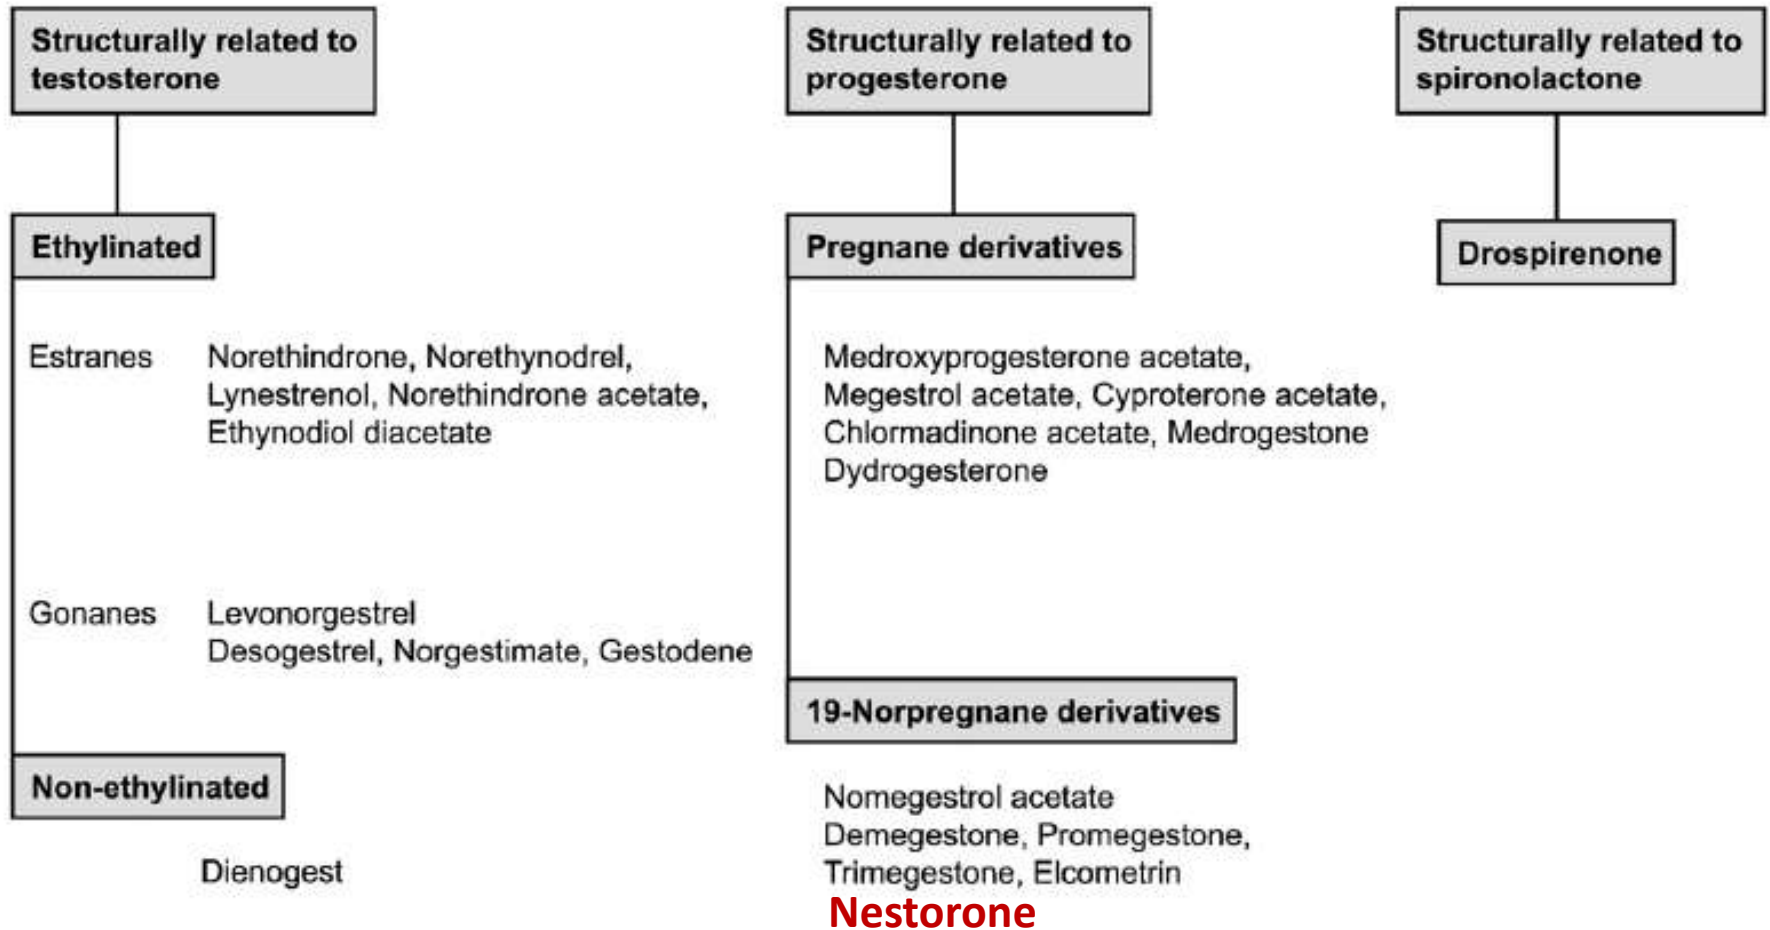 Structurally related to
testosterone
Ethylinated
Estranes
Norethindrone, Norethynodrel,
Lynestrenol, Norethindrone acetate,
Ethynodiol diacetate
Gonanes
Levonorgestrel
Desogestrel, Norgestimate, Gestodene
Non-ethylinated
Dienogest
Structurally related to
progesterone
Pregnane derivatives
Medroxyprogesterone acetate,
Megestrol acetate, Cyproterone acetate,
Chlormadinone acetate, Medrogestone
Dydrogesterone
19-Norpregnane derivatives
Nomegestrol acetate
Demegestone, Promegestone,
Trimegestone, Elcometrin
Nestorone
Structurally related to
spironolactone
Drospirenone